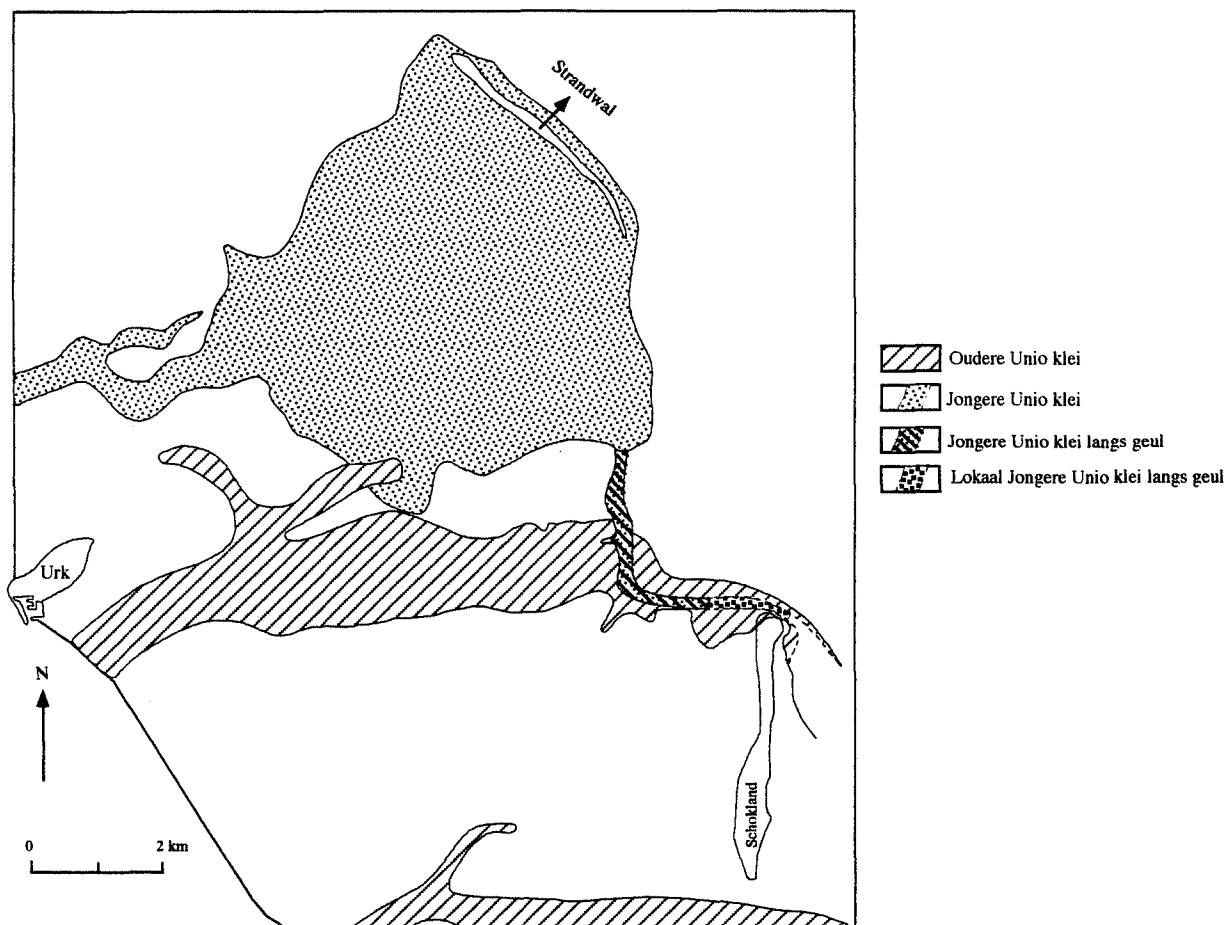 Strandwal
Oudere Unio klei
Jongere Unio klei
Jongere Unio klei langs geul
Lokaal Jongere Unio klei langs geul
Urk
N
Schokland
0 2 km